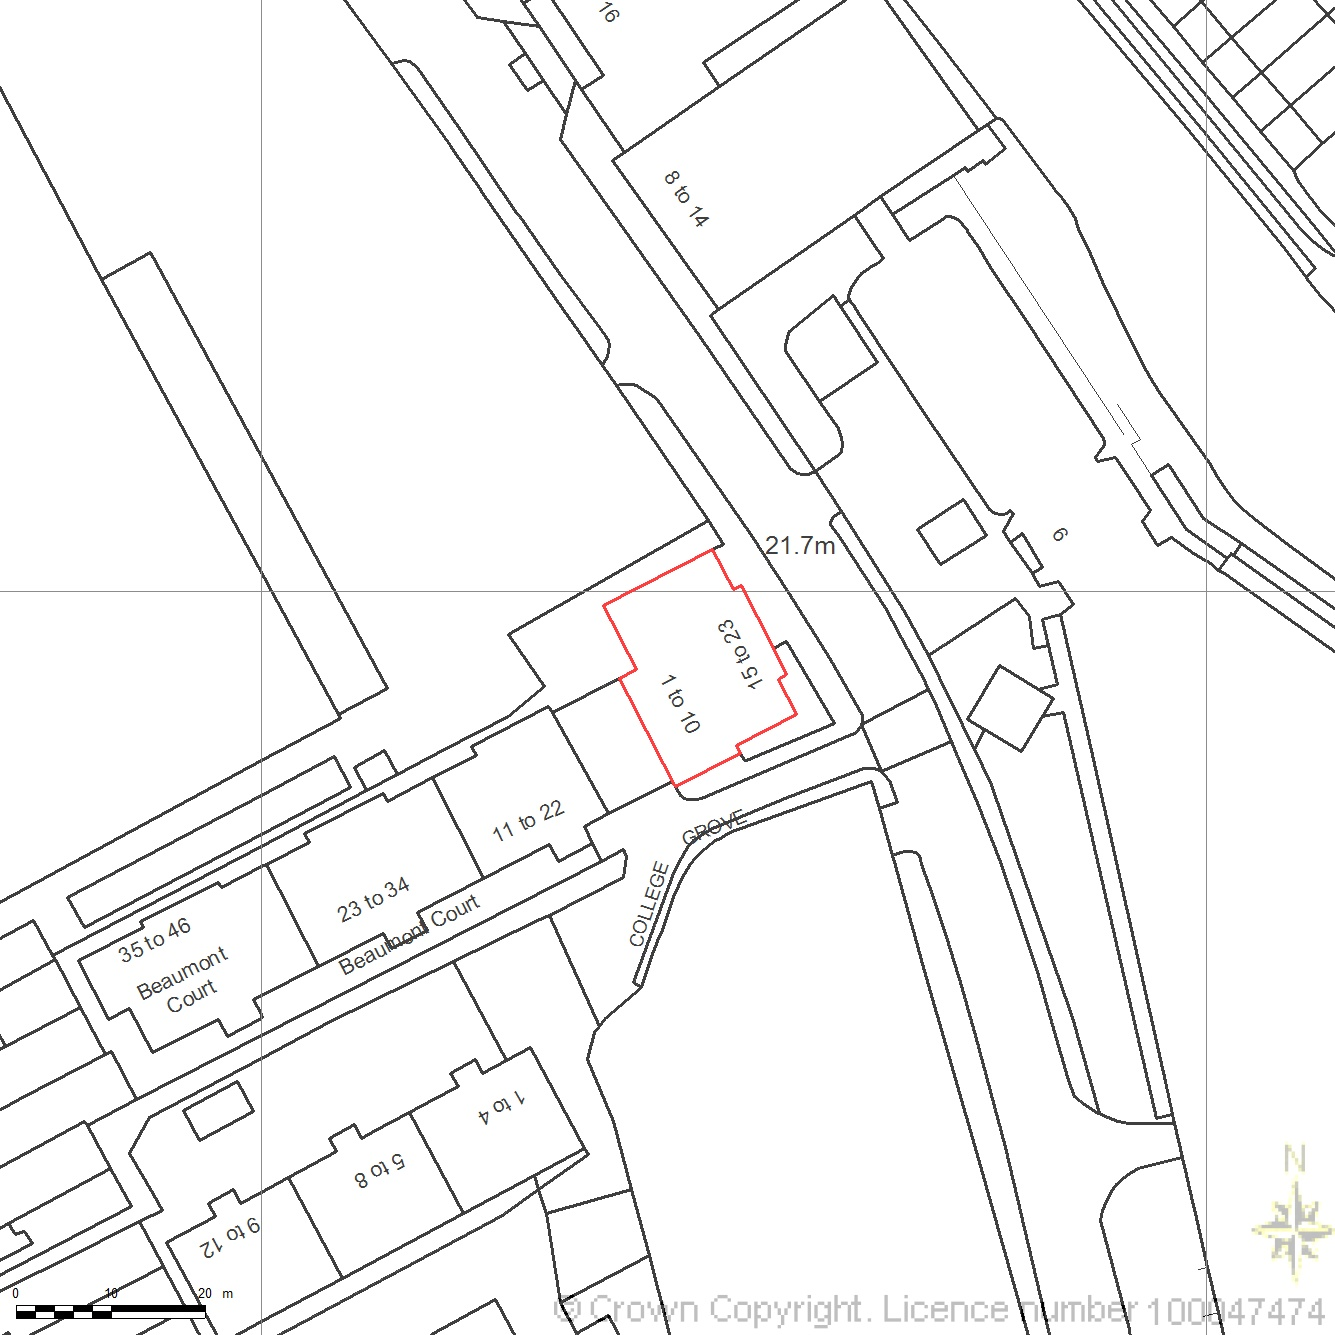 16
8 to 14
21.7m
6
15 to 23
1 to 10
11 to 22
GROVE
COLLEGE
23 to 34
Beaumont Court
35 to 46
Beaumont
Court
1 to 4
5 to 8
9 to 12
N
0 10 20 m
© Crown Copyright. Licence number 100047474